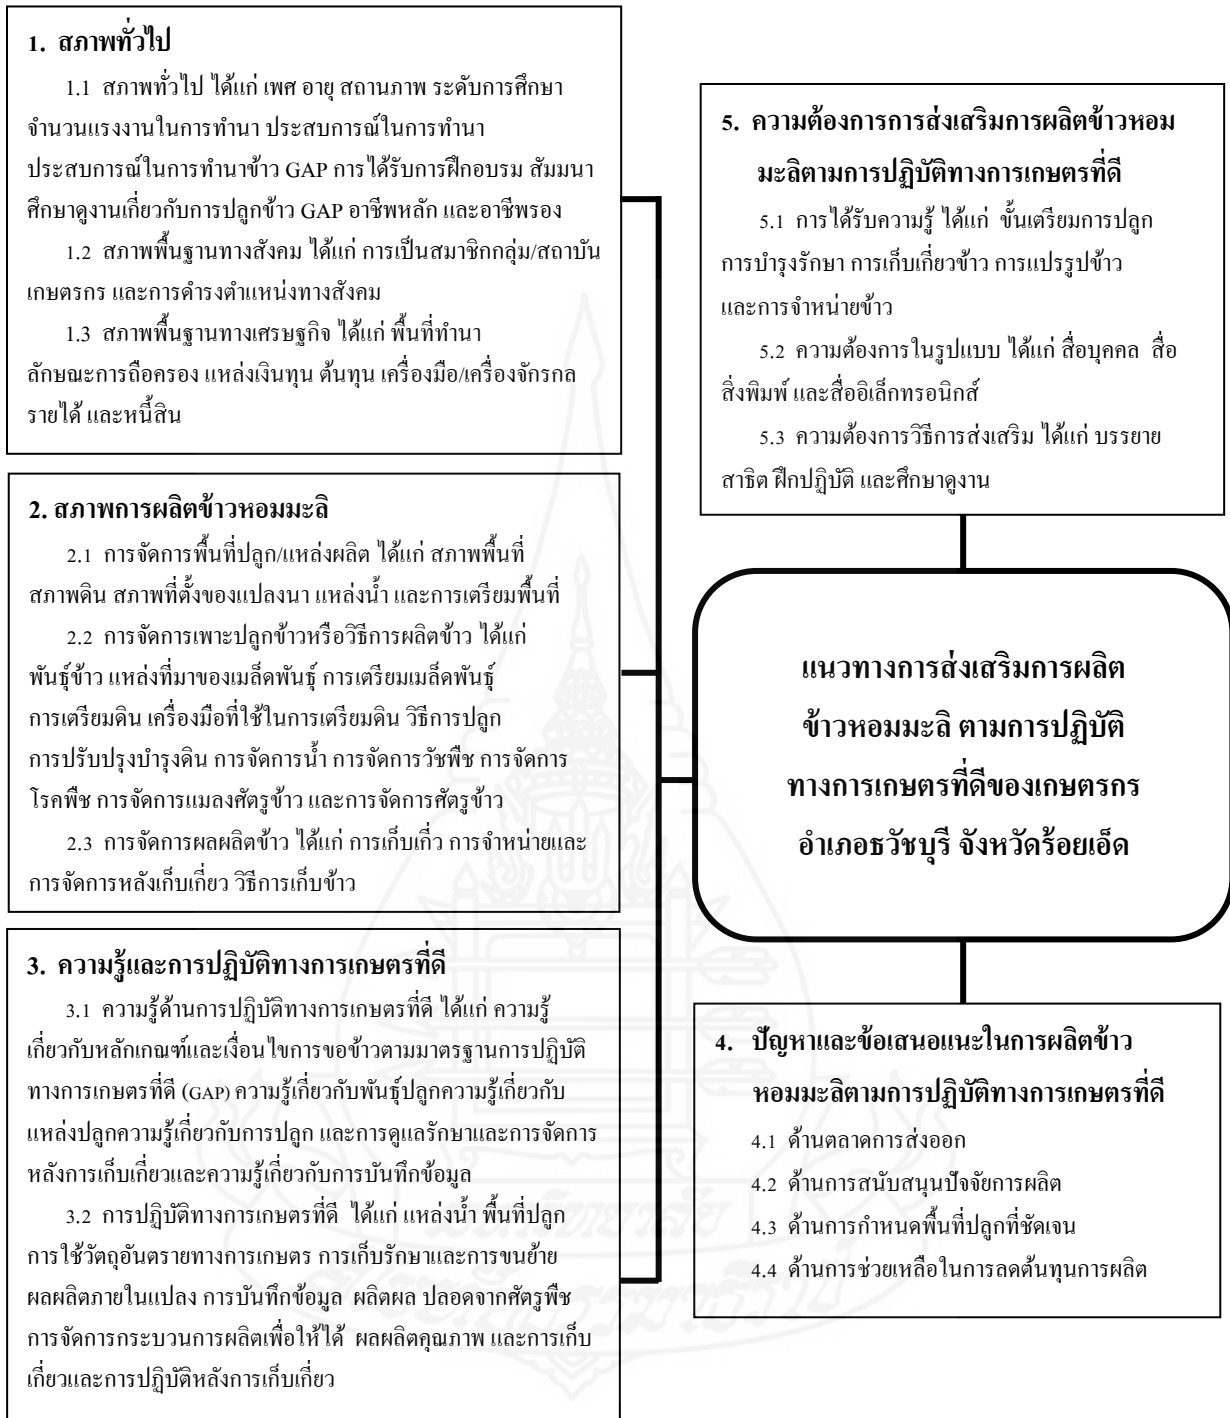 1. สภาพทั่วไป
1.1 สภาพทั่วไป ได้แก่ เพศ อายุ สถานภาพ ระดับการศึกษา
จำนวนแรงงานในการทำนา ประสบการณ์ในการทำนา
ประสบการณ์ในการทำนาข้าว GAP การได้รับการฝึกอบรม สัมมนา
ศึกษาดูงานเกี่ยวกับการปลูกข้าว GAP อาชีพหลัก และอาชีพรอง
1.2 สภาพพื้นฐานทางสังคม ได้แก่ การเป็นสมาชิกกลุ่ม/สถาบัน
เกษตรกร และการดำรงตำแหน่งทางสังคม
1.3 สภาพพื้นฐานทางเศรษฐกิจ ได้แก่ พื้นที่ทำนา
ลักษณะการถือครอง แหล่งเงินทุน ต้นทุน เครื่องมือ/เครื่องจักรกล
รายได้ และหนี้สิน
2. สภาพการผลิตข้าวหอมมะลิ
2.1 การจัดการพื้นที่ปลูก/แหล่งผลิต ได้แก่ สภาพพื้นที่
สภาพดิน สภาพที่ตั้งของแปลงนา แหล่งน้ำ และการเตรียมพื้นที่
2.2 การจัดการเพาะปลูกข้าวหรือวิธีการผลิตข้าว ได้แก่
พันธุ์ข้าว แหล่งที่มาของเมล็ดพันธุ์ การเตรียมเมล็ดพันธุ์
การเตรียมดิน เครื่องมือที่ใช้ในการเตรียมดิน วิธีการปลูก
การปรับปรุงบำรุงดิน การจัดการน้ำ การจัดการวัชพืช การจัดการ
โรคพืช การจัดการแมลงศัตรูข้าว และการจัดการศัตรูข้าว
2.3 การจัดการผลผลิตข้าว ได้แก่ การเก็บเกี่ว การจำหน่ายและ
การจัดการหลังเก็บเกี่ยว วิธีการเก็บข้าว
3. ความรู้และการปฏิบัติทางการเกษตรที่ดี
3.1 ความรู้ด้านการปฏิบัติทางการเกษตรที่ดี ได้แก่ ความรู้
เกี่ยวกับหลักเกณฑ์และเงื่อนไขการขอข้าวตามมาตรฐานการปฏิบัติ
ทางการเกษตรที่ดี (GAP) ความรู้เกี่ยวกับพันธุ์ปลูกความรู้เกี่ยวกับ
แหล่งปลูกความรู้เกี่ยวกับการปลูก และการดูแลรักษาและการจัดการ
หลังการเก็บเกี่ยวและความรู้เกี่ยวกับการบันทึกข้อมูล
3.2 การปฏิบัติทางการเกษตรที่ดี ได้แก่ แหล่งน้ำ พื้นที่ปลูก
การใช้วัตถุอันตรายทางการเกษตร การเก็บรักษาและการขนย้าย
ผลผลิตภายในแปลง การบันทึกข้อมูล ผลิตผล ปลอดจากศัตรูพืช
การจัดการกระบวนการผลิตเพื่อให้ได้ ผลผลิตคุณภาพ และการเก็บ
เกี่ยวและการปฏิบัติหลังการเก็บเกี่ยว
5. ความต้องการการส่งเสริมการผลิตข้าวหอม
มะลิตามการปฏิบัติทางการเกษตรที่ดี
5.1 การได้รับความรู้ ได้แก่ ขั้นเตรียมการปลูก
การบำรุงรักษา การเก็บเกี่ยวข้าว การแปรรูปข้าว
และการจำหน่ายข้าว
5.2 ความต้องการในรูปแบบ ได้แก่ สื่อบุคคล สื่อ
สิ่งพิมพ์ และสื่ออิเล็กทรอนิกส์
5.3 ความต้องการวิธีการส่งเสริม ได้แก่ บรรยาย
สาธิต ฝึกปฏิบัติ และศึกษาดูงาน
แนวทางการส่งเสริมการผลิต
ข้าวหอมมะลิ ตามการปฏิบัติ
ทางการเกษตรที่ดีของเกษตรกร
อำเภอธวัชบุรี จังหวัดร้อยเอ็ด
4. ปัญหาและข้อเสนอแนะในการผลิตข้าว
หอมมะลิตามการปฏิบัติทางการเกษตรที่ดี
4.1 ด้านตลาดการส่งออก
4.2 ด้านการสนับสนุนปัจจัยการผลิต
4.3 ด้านการกำหนดพื้นที่ปลูกที่ชัดเจน
4.4 ด้านการช่วยเหลือในการลดต้นทุนการผลิต